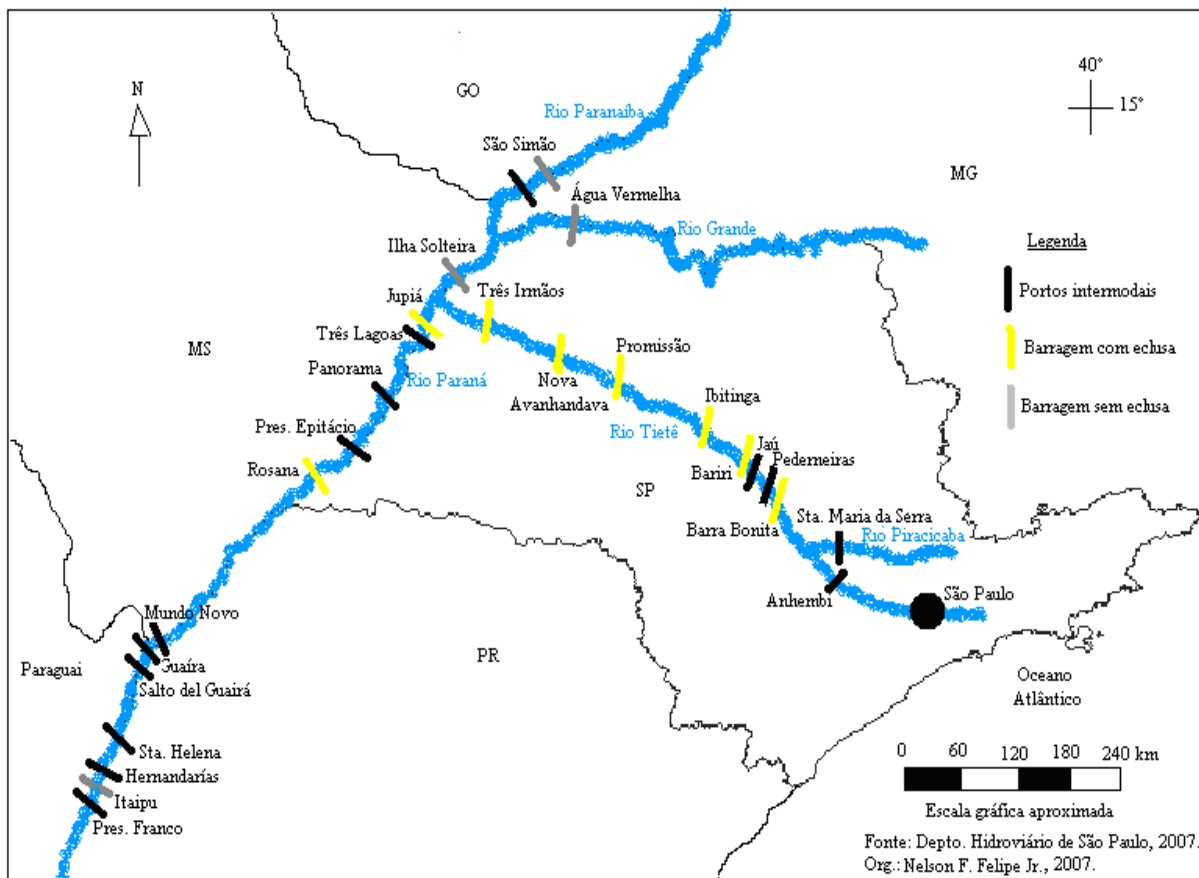 40°
15°
N
GO
Rio Paranaíba
São Simão
MG
Água Vermelha
Rio Grande
Ilha Solteira
Legenda
Portos intermodais
Barragem com eclusa
Barragem sem eclusa
Três Irmãos
Jupiá
Três Lagoas
MS
Promissão
Panorama
Rio Paraná
Nova
Avanhandava
Ibitinga
Pres. Epitácio
Rio Tietê
Jaú
Pederneiras
Rosana
Bariri
SP
Sta. Maria da Serra
Barra Bonita
Rio Piracicaba
Anhembi
São Paulo
Mundo Novo
Guaíra
Paraguai
Salto del Guairá
PR
Oceano
Atlântico
Sta. Helena
Hernandarías
Itaipu
Pres. Franco
0 60 120 180 240 km
Escala gráfica aproximada
Fonte: Depto. Hidroviário de São Paulo, 2007.
Org.: Nelson F. Felipe Jr., 2007.